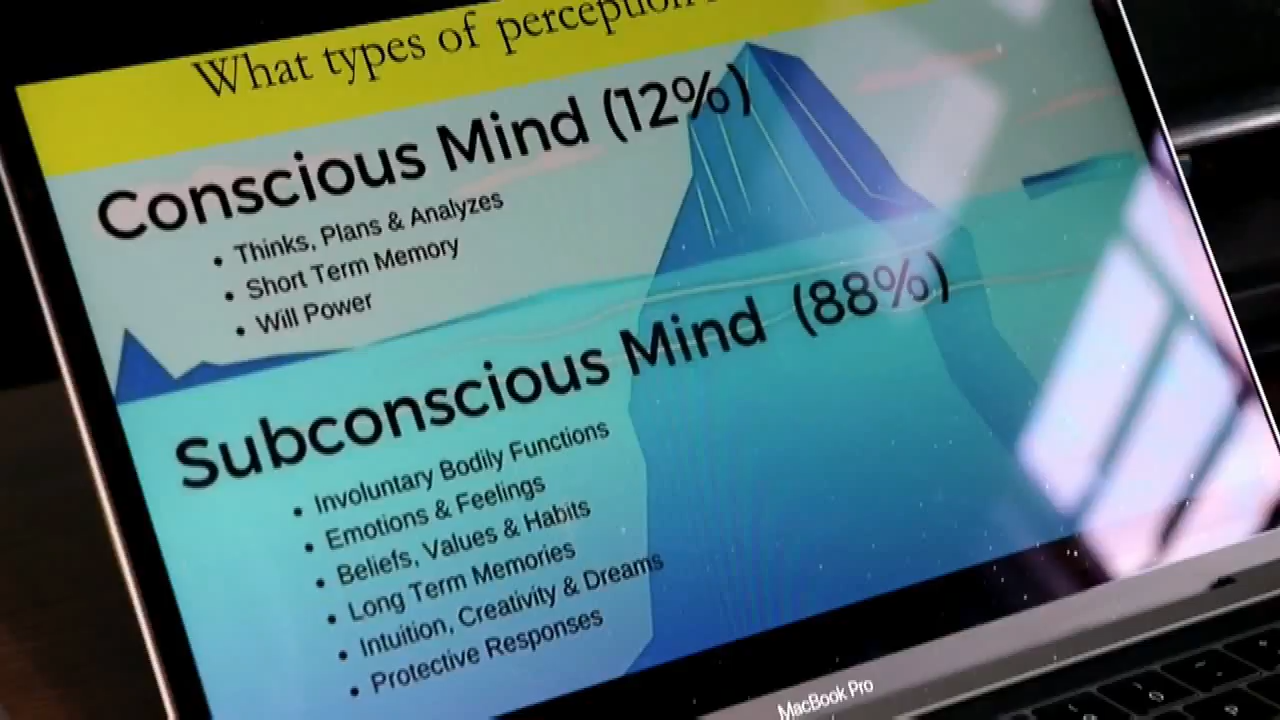 What types of perception
Conscious Mind (12%)
• Thinks, Plans & Analyzes
• Short Term Memory
• Will Power
Subconscious Mind (88%)
• Involuntary Bodily Functions
• Emotions & Feelings
• Beliefs, Values & Habits
• Long Term Memories
• Intuition, Creativity & Dreams
• Protective Responses
MacBook Pro